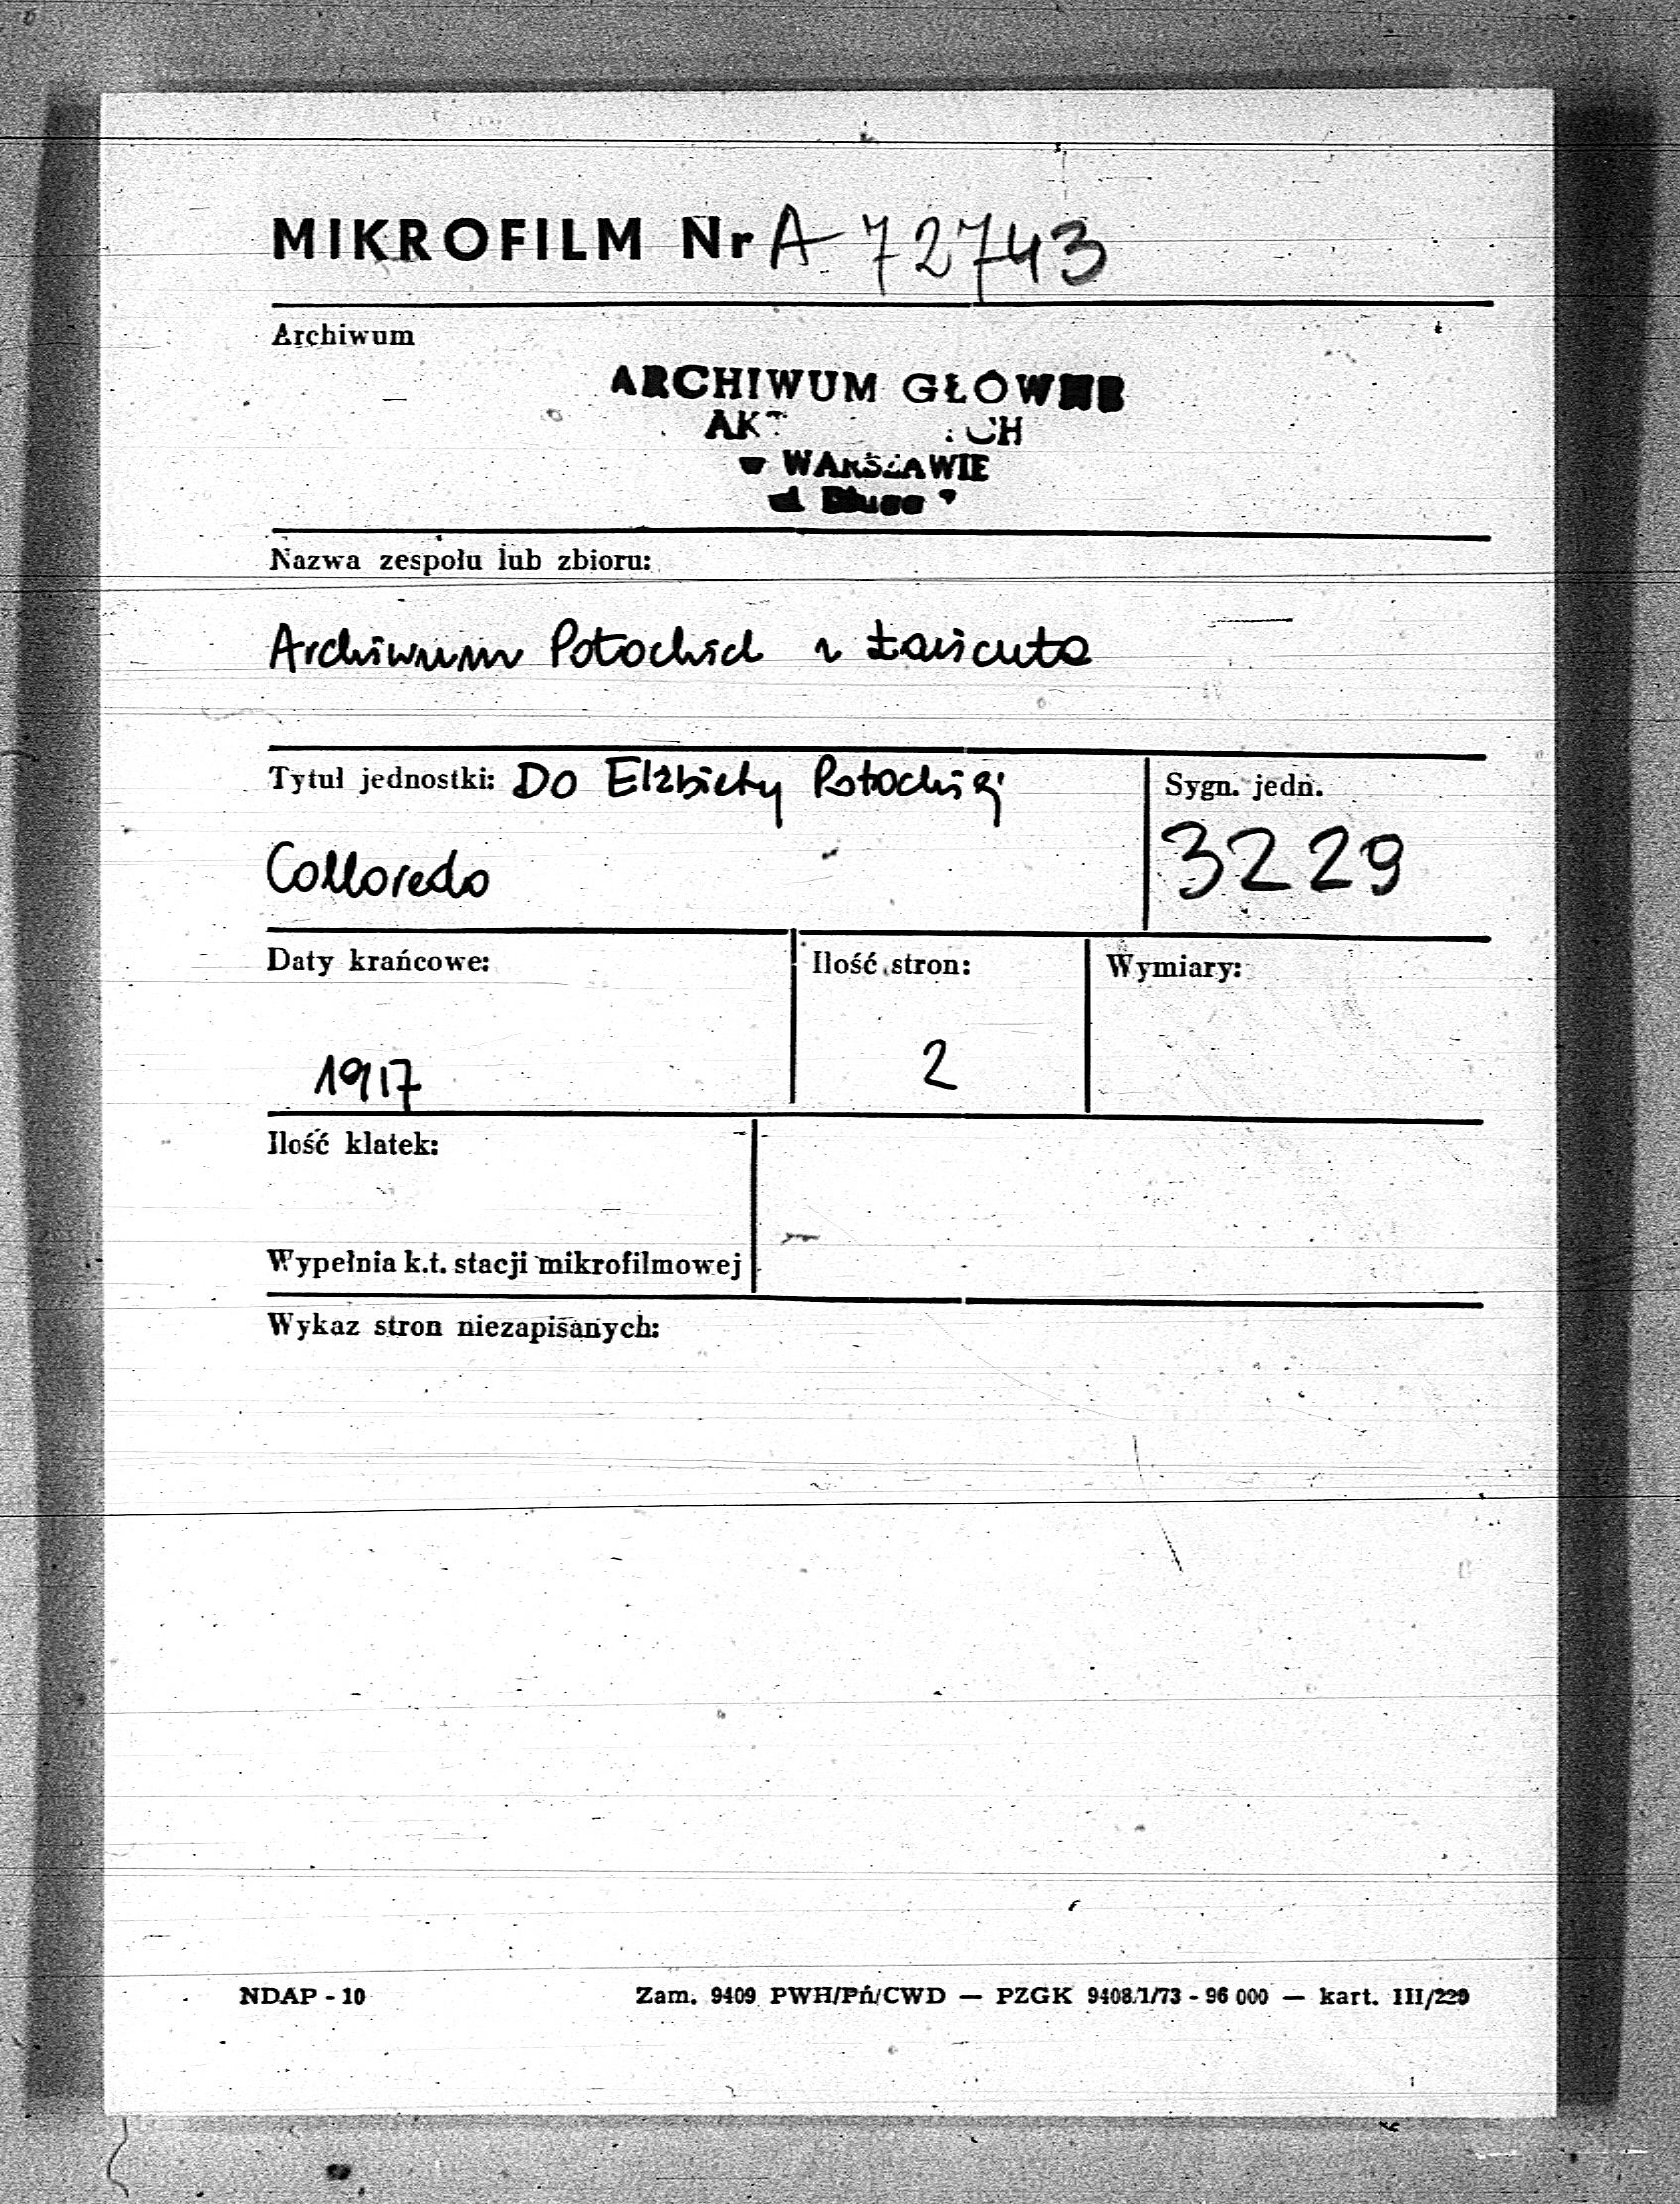 MIKROFILM Nr A 72743
Archiwum
ARCHIWUM GŁÓWNE
w WARSZAWIE
Nazwa zespołu lub zbioru:
Archiwum Potockich z Łańcuta
Tytuł jednostki: Do Elżbiety Potockiej
Sygn. jedn.
Colloredo
3229
Daty krańcowe:
Ilość stron:
Wymiary:
1917
2
Ilość klatek:
Wypełnia k.t. stacji mikrofilmowej
Wykaz stron niezapisanych:
NDAP - 10
Zam. 9409 PWH/Pń/CWD — PZGK 9408/1/73 - 96 000 — kart. III/229